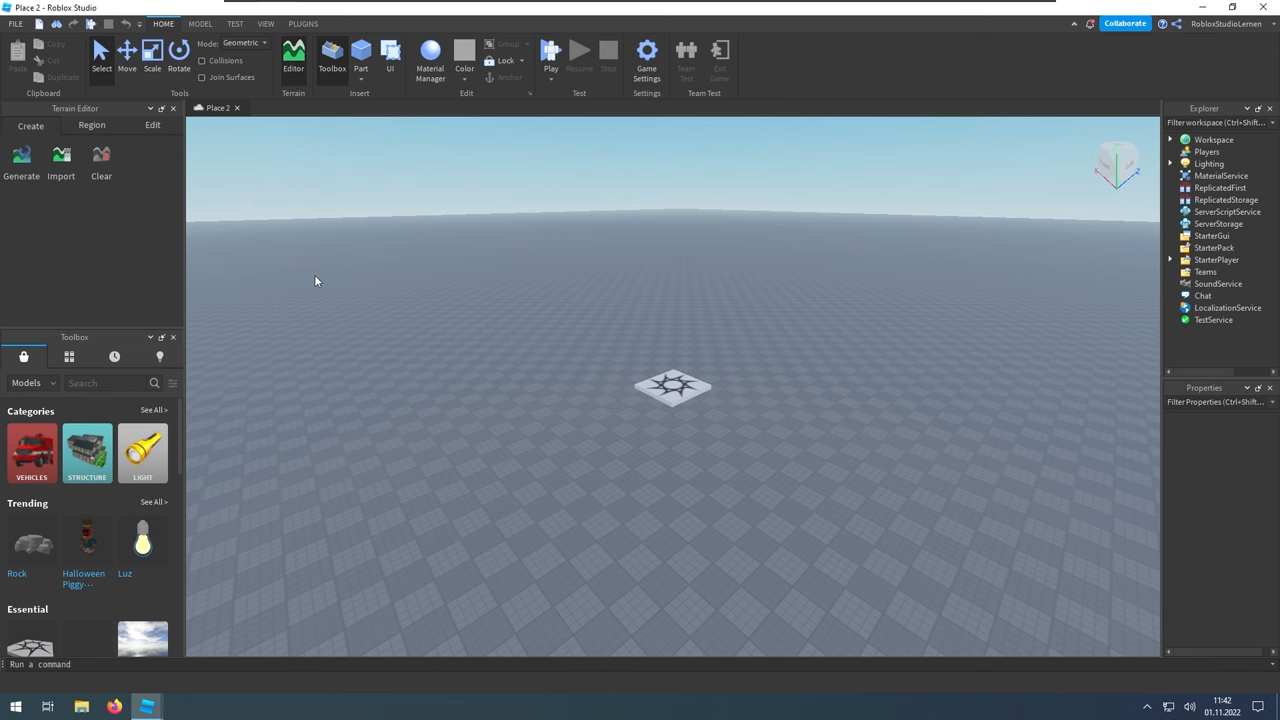 Place 2 - Roblox Studio
FILE HOME MODEL TEST VIEW PLUGINS Collaborate RobloxStudioLernen
Paste Copy Cut Duplicate
Select Move Scale Rotate
Mode: Geometric
Collisions
Join Surfaces
Editor Toolbox Part UI
Material Manager Color
Group
Lock
Anchor
Play Resume Stop
Game Settings
Team Test
Exit Game
Clipboard Tools Terrain Insert Edit Test Settings Team Test
Terrain Editor
Create Region Edit
Generate Import Clear
Toolbox
Models Search
Categories See All >
VEHICLES STRUCTURE LIGHT
Trending See All >
Rock Halloween Piggy··· Luz
Essential
Place 2
Explorer
Filter workspace (Ctrl+Shift...
Workspace
Players
Lighting
MaterialService
ReplicatedFirst
ReplicatedStorage
ServerScriptService
ServerStorage
StarterGui
StarterPack
StarterPlayer
Teams
SoundService
Chat
LocalizationService
TestService
Properties
Filter Properties (Ctrl+Shift...
Run a command
11:42
01.11.2022